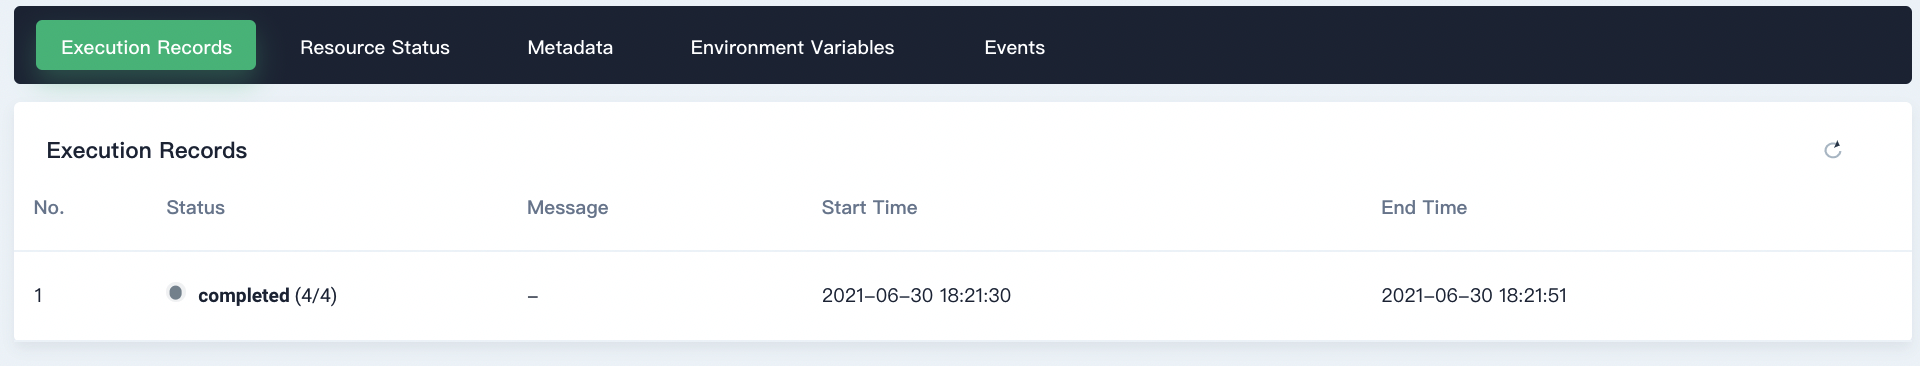 Execution Records Resource Status Metadata Environment Variables Events
Execution Records
No. Status Message Start Time End Time
1 completed (4/4) – 2021–06–30 18:21:30 2021–06–30 18:21:51